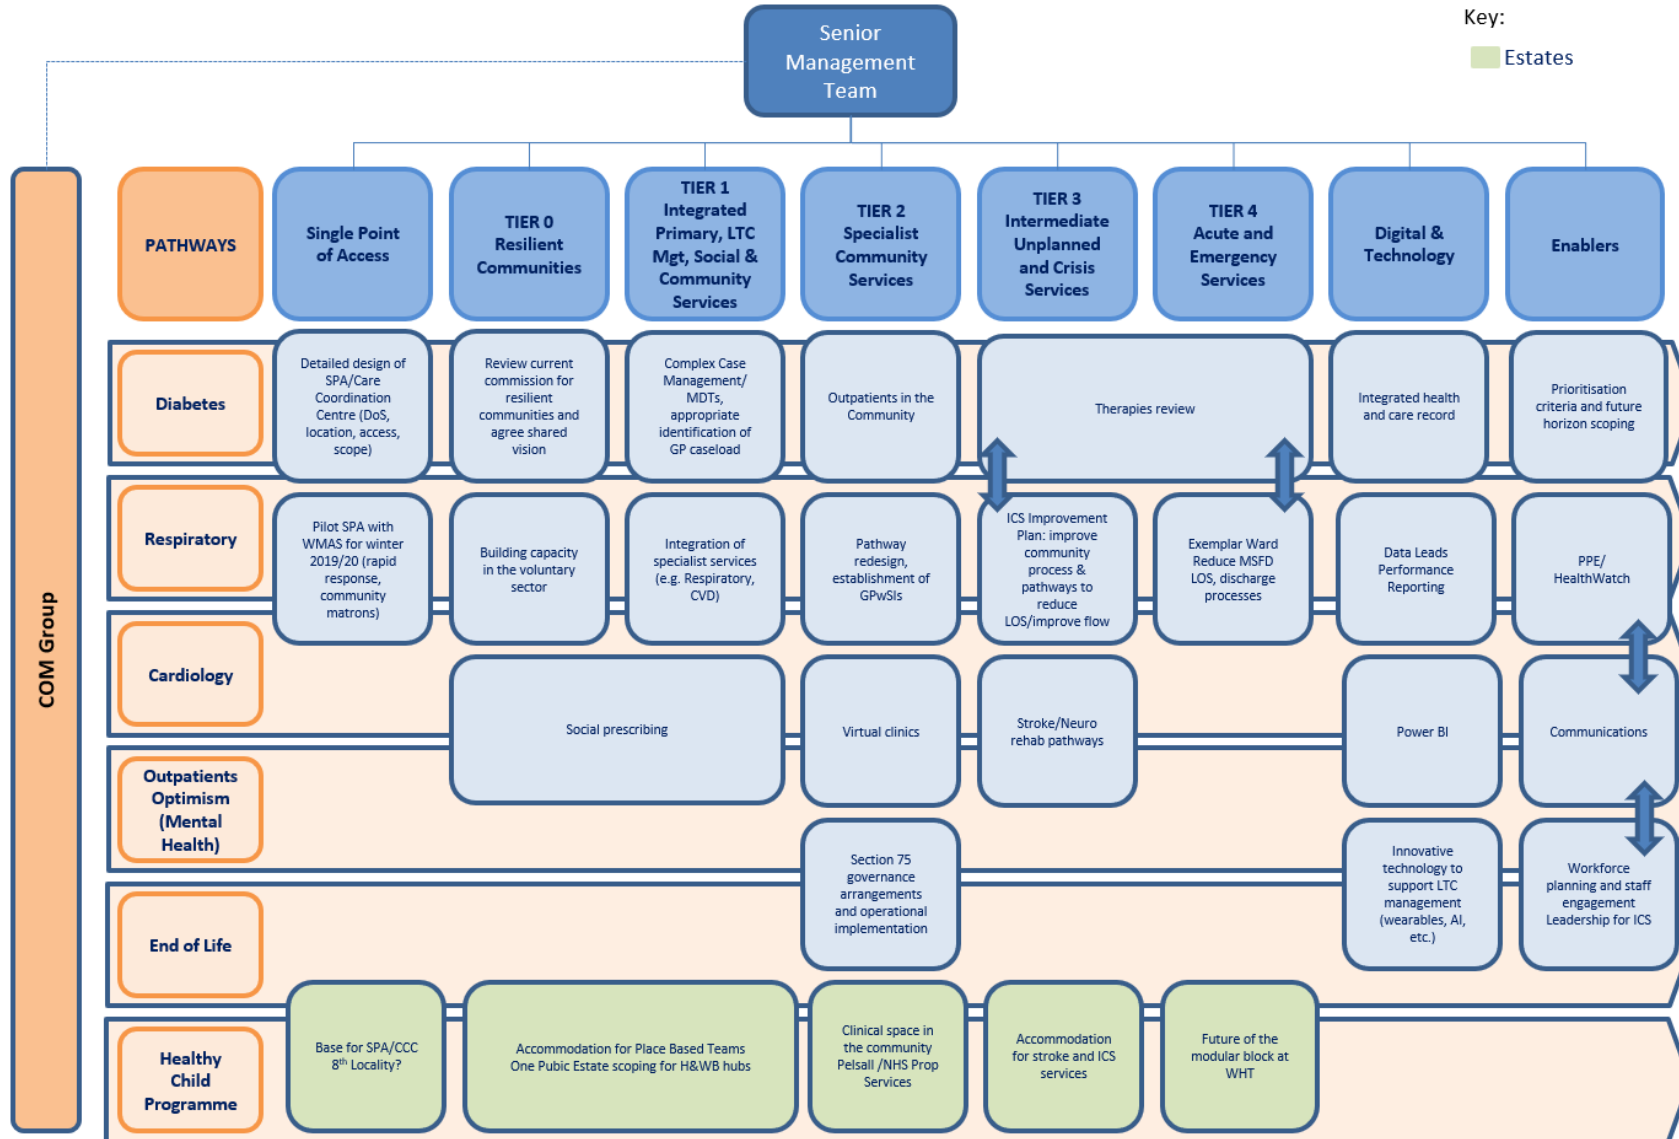 Senior
Management
Team
Key:
Estates
COM Group
PATHWAYS
Single Point
of Access
TIER 0
Resilient
Communities
TIER 1
Integrated
Primary, LTC
Mgt, Social &
Community
Services
TIER 2
Specialist
Community
Services
TIER 3
Intermediate
Unplanned
and Crisis
Services
TIER 4
Acute and
Emergency
Services
Digital &
Technology
Enablers
Diabetes
Detailed design of
SPA/Care
Coordination
Centre (DoS,
location, access,
scope)
Review current
commission for
resilient
communities and
agree shared
vision
Complex Case
Management/
MDTs,
appropriate
identification of
GP caseload
Outpatients in the
Community
Therapies review
Integrated health
and care record
Prioritisation
criteria and future
horizon scoping
Respiratory
Pilot SPA with
WMAS for winter
2019/20 (rapid
response,
community
matrons)
Building capacity
in the voluntary
sector
Integration of
specialist services
(e.g. Respiratory,
CVD)
Pathway
redesign,
establishment of
GPwSIs
ICS Improvement
Plan: improve
community
process &
pathways to
reduce
LOS/improve flow
Exemplar Ward
Reduce MSFD
LOS, discharge
processes
Data Leads
Performance
Reporting
PPE/
HealthWatch
Cardiology
Social prescribing
Virtual clinics
Stroke/Neuro
rehab pathways
Power BI
Communications
Outpatients
Optimism
(Mental
Health)
Section 75
governance
arrangements
and operational
implementation
Innovative
technology to
support LTC
management
(wearables, AI,
etc.)
Workforce
planning and staff
engagement
Leadership for ICS
End of Life
Healthy
Child
Programme
Base for SPA/CCC
8th Locality?
Accommodation for Place Based Teams
One Pubic Estate scoping for H&WB hubs
Clinical space in
the community
Pelsall /NHS Prop
Services
Accommodation
for stroke and ICS
services
Future of the
modular block at
WHT